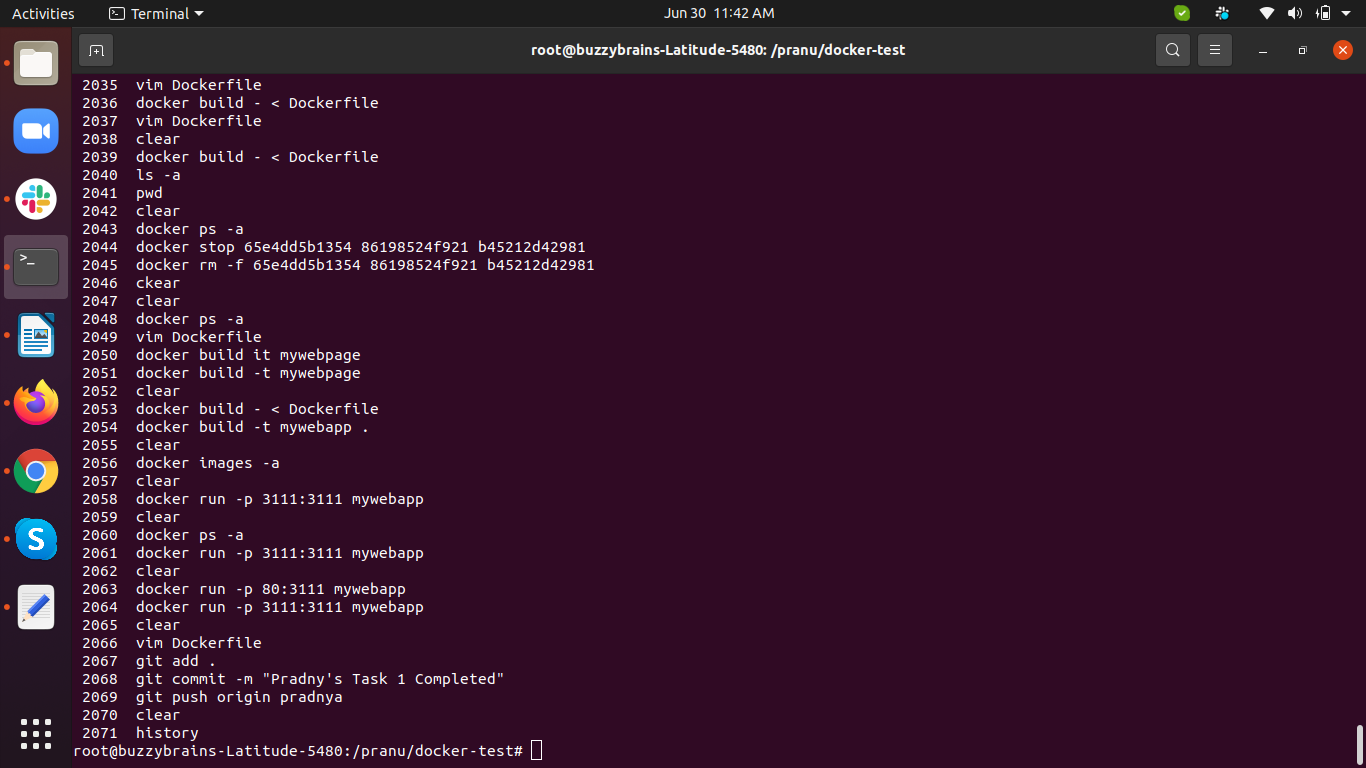 Activities Terminal Jun 30 11:42 AM
root@buzzybrains-Latitude-5480: /pranu/docker-test
2035 vim Dockerfile
2036 docker build - < Dockerfile
2037 vim Dockerfile
2038 clear
2039 docker build - < Dockerfile
2040 ls -a
2041 pwd
2042 clear
2043 docker ps -a
2044 docker stop 65e4dd5b1354 86198524f921 b45212d42981
2045 docker rm -f 65e4dd5b1354 86198524f921 b45212d42981
2046 ckear
2047 clear
2048 docker ps -a
2049 vim Dockerfile
2050 docker build it mywebpage
2051 docker build -t mywebpage
2052 clear
2053 docker build - < Dockerfile
2054 docker build -t mywebapp .
2055 clear
2056 docker images -a
2057 clear
2058 docker run -p 3111:3111 mywebapp
2059 clear
2060 docker ps -a
2061 docker run -p 3111:3111 mywebapp
2062 clear
2063 docker run -p 80:3111 mywebapp
2064 docker run -p 3111:3111 mywebapp
2065 clear
2066 vim Dockerfile
2067 git add .
2068 git commit -m "Pradny's Task 1 Completed"
2069 git push origin pradnya
2070 clear
2071 history
root@buzzybrains-Latitude-5480:/pranu/docker-test#